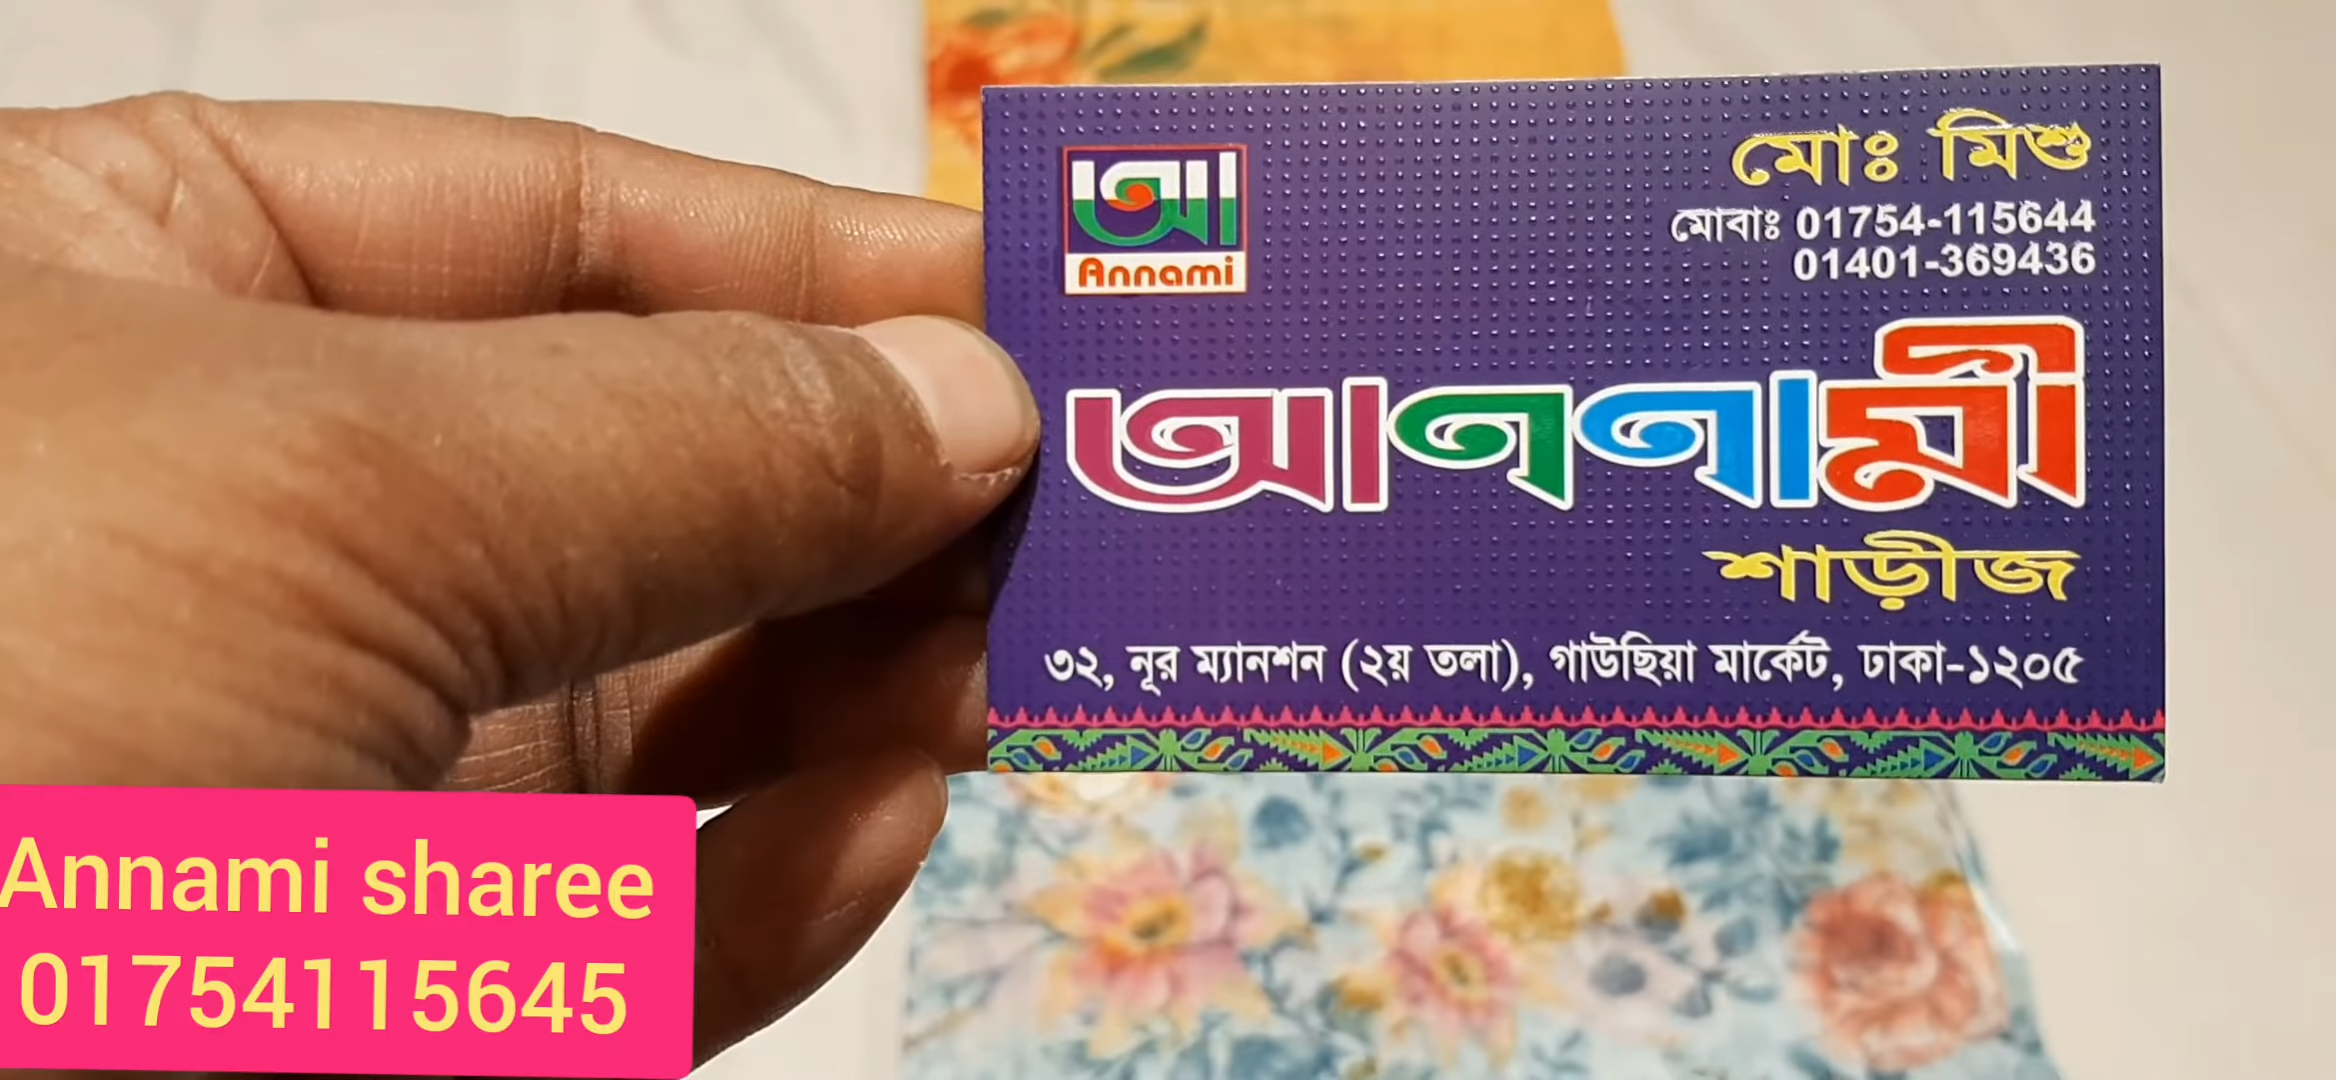 আ
Annami
মোঃ মিশু
মোবাঃ 01754-115644
01401-369436
আননামী
শাড়ীজ
৩২, নূর ম্যানশন (২য় তলা), গাউছিয়া মার্কেট, ঢাকা-১২০৫
Annami sharee
01754115645